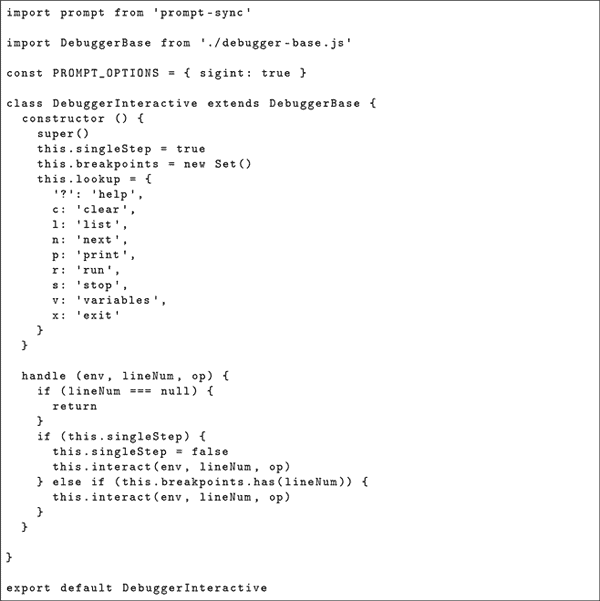 import prompt from 'prompt-sync'

import DebuggerBase from './debugger-base.js'

const PROMPT_OPTIONS = { sigint: true }

class DebuggerInteractive extends DebuggerBase {
  constructor () {
    super()
    this.singleStep = true
    this.breakpoints = new Set()
    this.lookup = {
      '?': 'help',
      c: 'clear',
      l: 'list',
      n: 'next',
      p: 'print',
      r: 'run',
      s: 'stop',
      v: 'variables',
      x: 'exit'
    }
  }

  handle (env, lineNum, op) {
    if (lineNum === null) {
      return
    }
    if (this.singleStep) {
      this.singleStep = false
      this.interact(env, lineNum, op)
    } else if (this.breakpoints.has(lineNum)) {
      this.interact(env, lineNum, op)
    }
  }

}

export default DebuggerInteractive